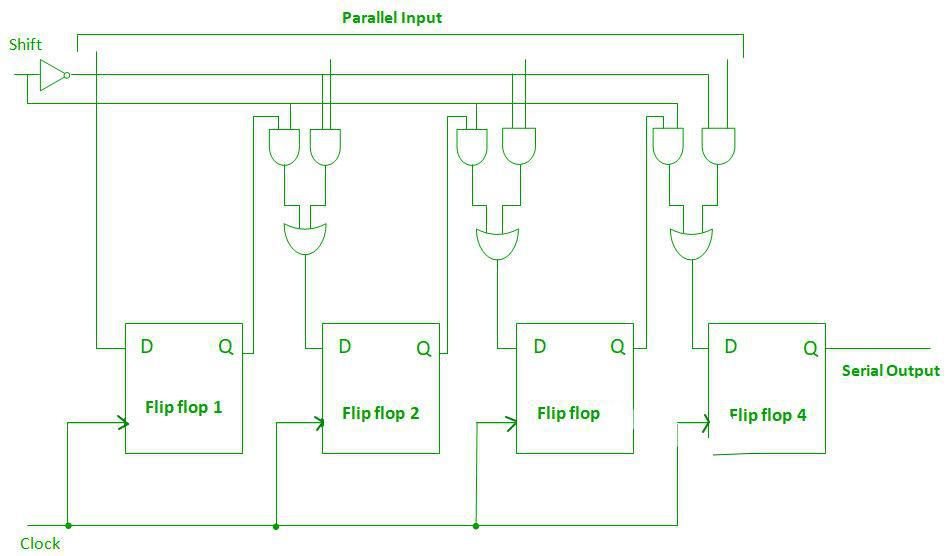 Parallel Input
Shift
D Q
D Q
D Q
D Q
Serial Output
Flip flop 1
Flip flop 2
Flip flop
Flip flop 4
Clock